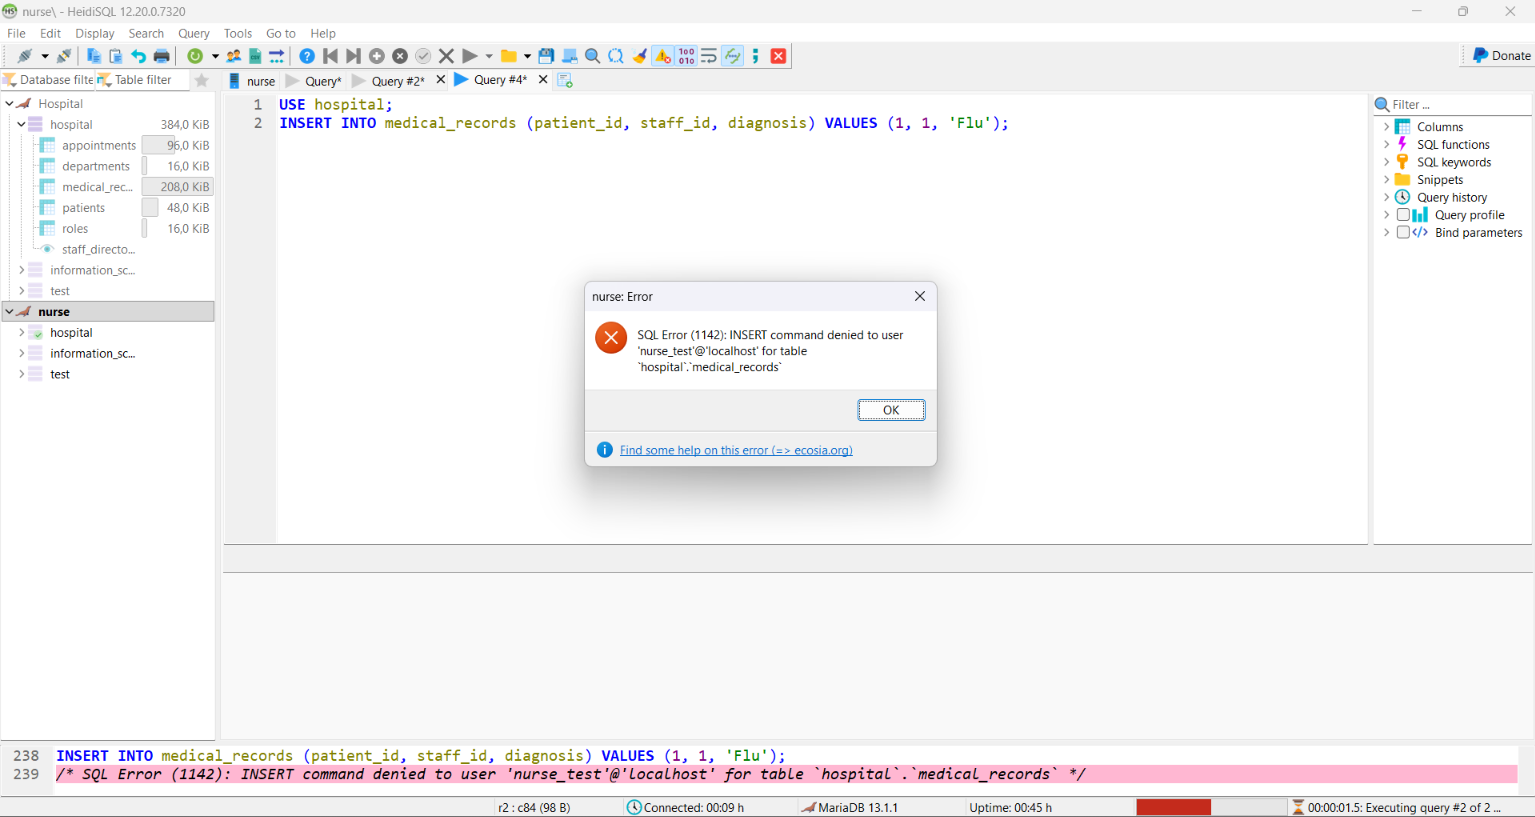 nurse\ - HeidiSQL 12.20.0.7320
File Edit Display Search Query Tools Go to Help
Donate
Database filte Table filter nurse Query* Query #2* Query #4*
Hospital
hospital 384,0 KiB
appointments 96,0 KiB
departments 16,0 KiB
medical_rec... 208,0 KiB
patients 48,0 KiB
roles 16,0 KiB
staff_directo...
information_sc...
test
nurse
hospital
information_sc...
test
1 USE hospital;
2 INSERT INTO medical_records (patient_id, staff_id, diagnosis) VALUES (1, 1, 'Flu');
Filter ...
Columns
SQL functions
SQL keywords
Snippets
Query history
Query profile
Bind parameters
nurse: Error
SQL Error (1142): INSERT command denied to user
'nurse_test'@'localhost' for table
`hospital`.`medical_records`
OK
Find some help on this error (=> ecosia.org)
238 INSERT INTO medical_records (patient_id, staff_id, diagnosis) VALUES (1, 1, 'Flu');
239 /* SQL Error (1142): INSERT command denied to user 'nurse_test'@'localhost' for table `hospital`.`medical_records` */
r2 : c84 (98 B) Connected: 00:09 h MariaDB 13.1.1 Uptime: 00:45 h 00:00:01.5: Executing query #2 of 2 ...